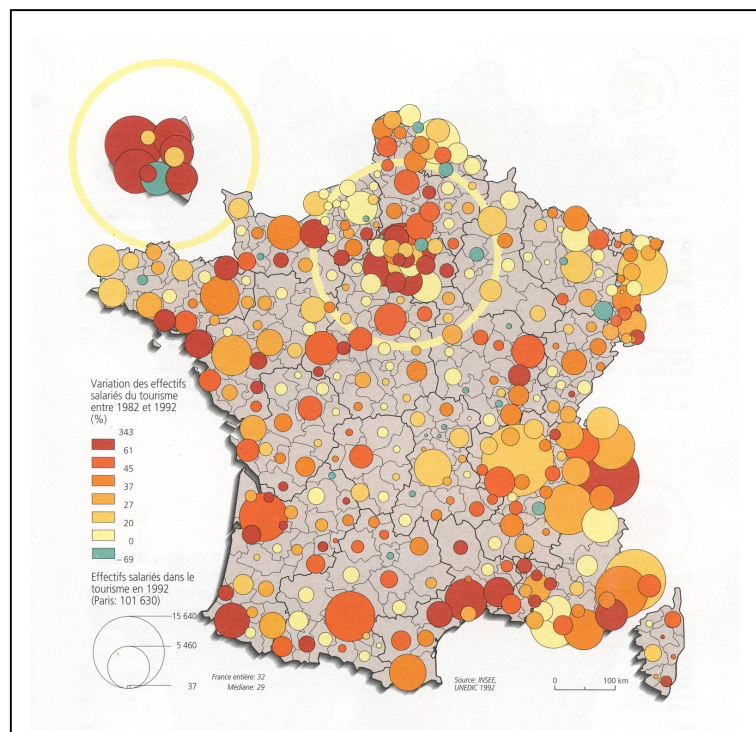 Variation des effectifs
salariés du tourisme
entre 1982 et 1992
(%)
343
61
45
37
27
20
0
– 69
Effectifs salariés dans le
tourisme en 1992
(Paris: 101 630)
15 640
5 460
37
France entière: 32
Médiane: 29
Source: INSEE,
UNEDIC 1992
0 100 km